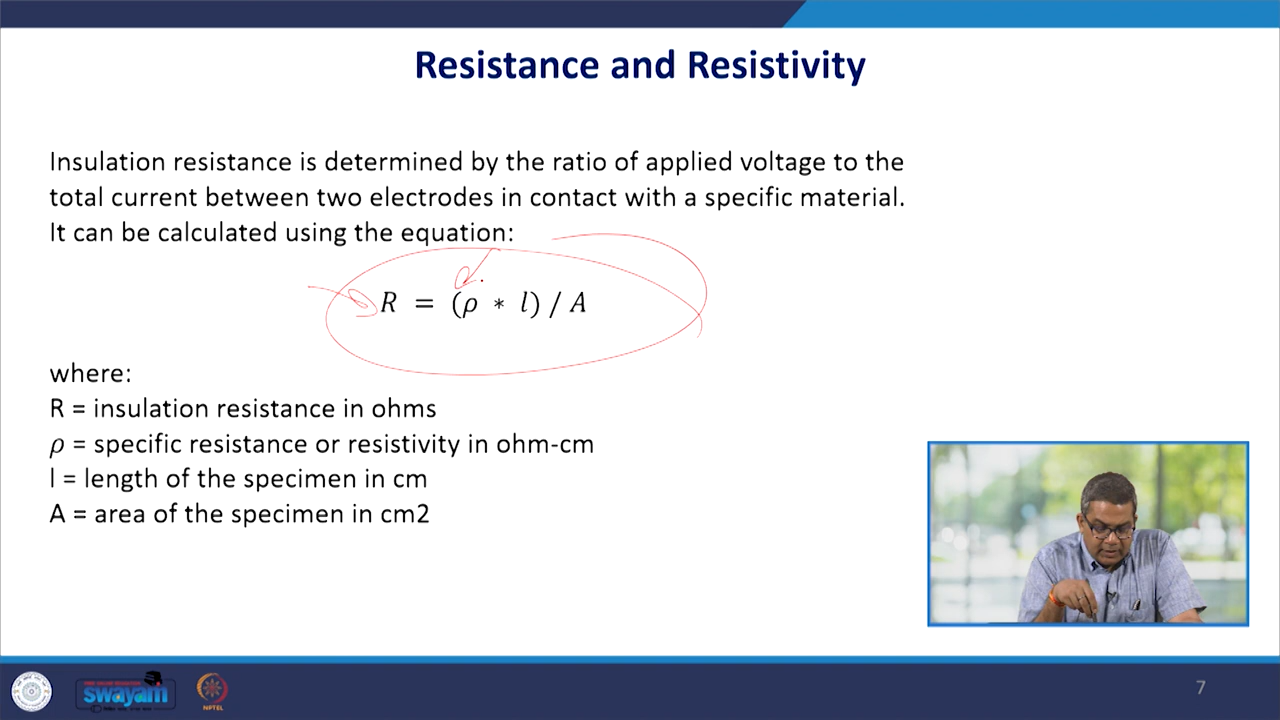 Resistance and Resistivity
Insulation resistance is determined by the ratio of applied voltage to the
total current between two electrodes in contact with a specific material.
It can be calculated using the equation:
R = (ρ * l) / A
where:
R = insulation resistance in ohms
ρ = specific resistance or resistivity in ohm-cm
l = length of the specimen in cm
A = area of the specimen in cm2
swayam
NPTEL
7